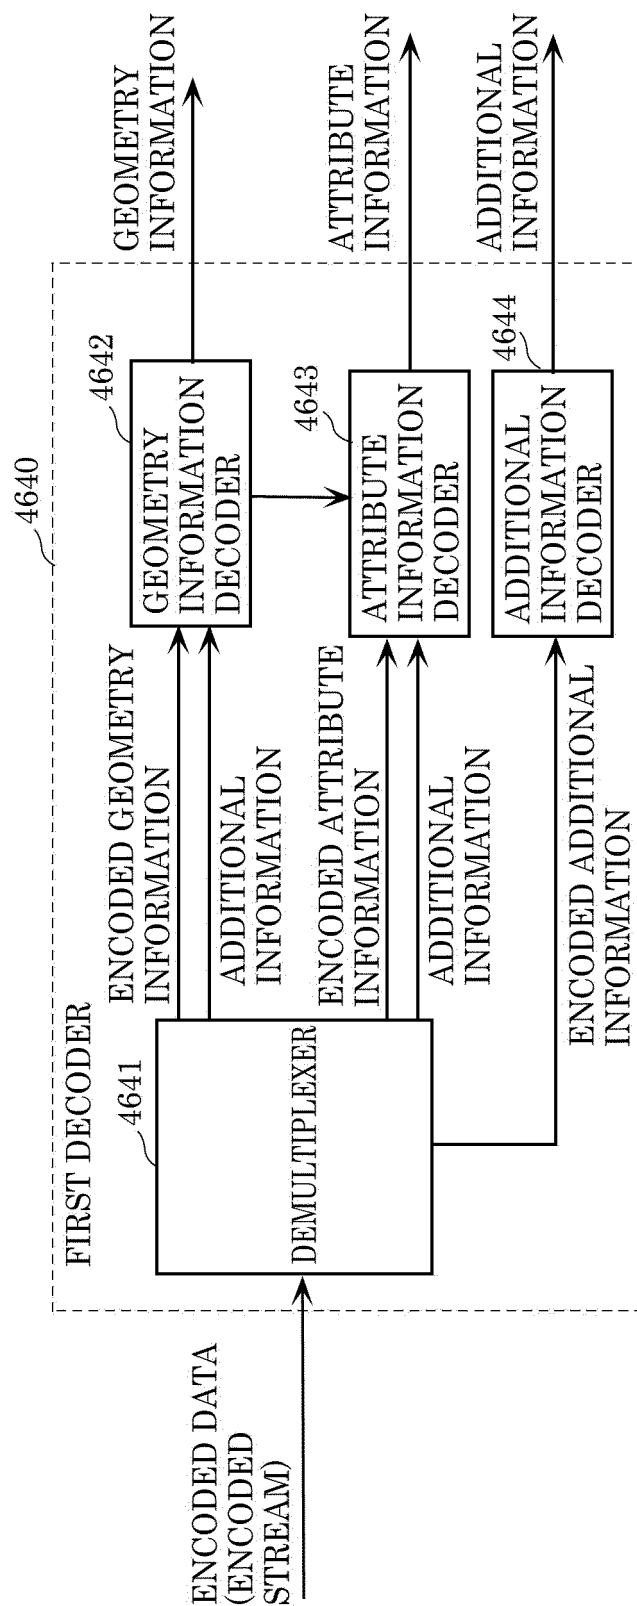 4640
FIRST DECODER
ENCODED DATA
(ENCODED
STREAM)
4641
DEMULTIPLEXER
ENCODED GEOMETRY
INFORMATION
ADDITIONAL
INFORMATION
4642
GEOMETRY
INFORMATION
DECODER
GEOMETRY
INFORMATION
ENCODED ATTRIBUTE
INFORMATION
ADDITIONAL
INFORMATION
4643
ATTRIBUTE
INFORMATION
DECODER
ATTRIBUTE
INFORMATION
ENCODED ADDITIONAL
INFORMATION
4644
ADDITIONAL
INFORMATION
DECODER
ADDITIONAL
INFORMATION